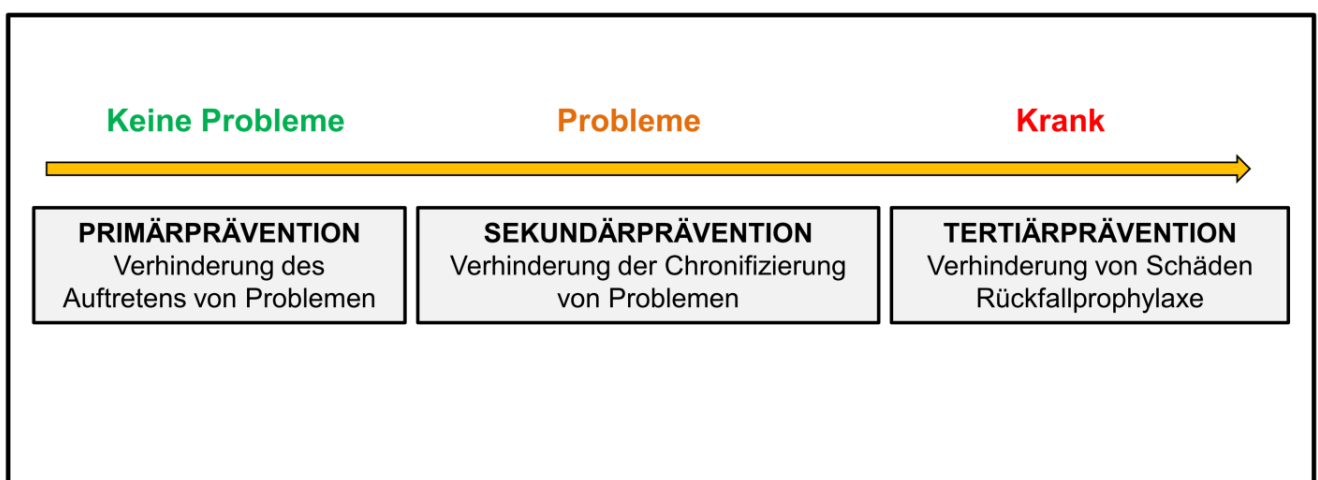 Keine Probleme
Probleme
Krank
PRIMÄRPRÄVENTION
Verhinderung des
Auftretens von Problemen
SEKUNDÄRPRÄVENTION
Verhinderung der Chronifizierung
von Problemen
TERTIÄRPRÄVENTION
Verhinderung von Schäden
Rückfallprophylaxe